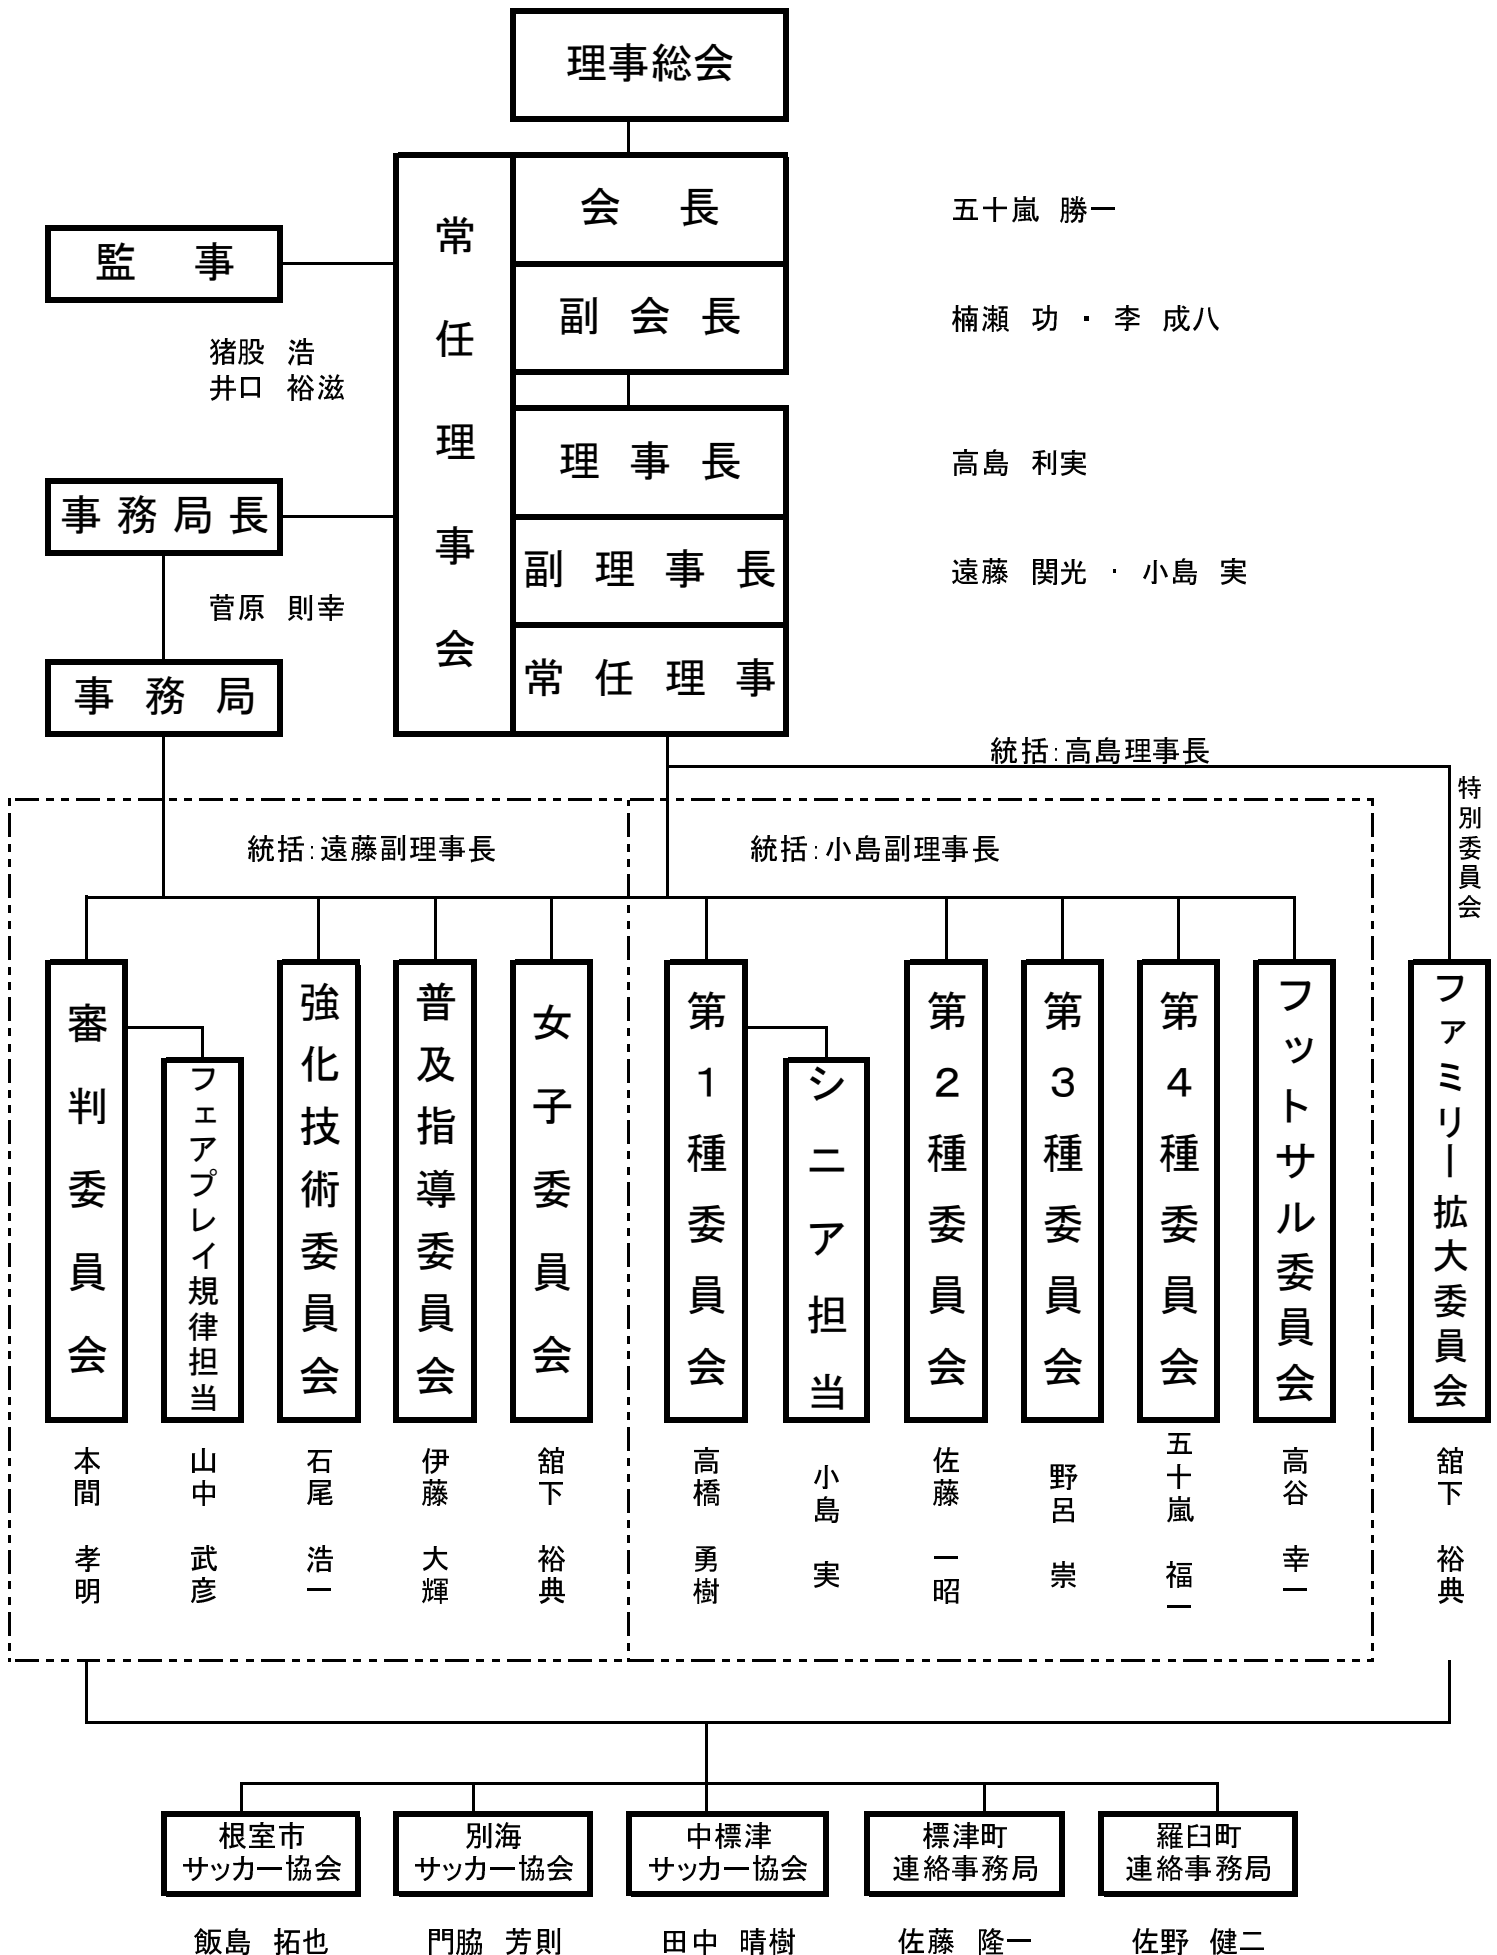 理事総会
常任理事会
会　長
五十嵐　勝一
副会長
楠瀬　功　・　李　成八
監　事
猪股　浩
井口　裕滋
理事長
高島　利実
事務局長
菅原　則幸
副理事長
遠藤　関光　・　小島　実
常任理事
事務局
統括：高島理事長
特別委員会
統括：遠藤副理事長
統括：小島副理事長
審判委員会
フェアプレイ規律担当
強化技術委員会
普及指導委員会
女子委員会
第１種委員会
シニア担当
第２種委員会
第３種委員会
第４種委員会
フットサル委員会
ファミリー拡大委員会
本間　孝明
山中　武彦
石尾　浩一
伊藤　大輝
舘下　裕典
高橋　勇樹
小島　実
佐藤　一昭
野呂　崇
五十嵐　福一
高谷　幸一
舘下　裕典
根室市
サッカー協会
別海
サッカー協会
中標津
サッカー協会
標津町
連絡事務局
羅臼町
連絡事務局
飯島　拓也
門脇　芳則
田中　晴樹
佐藤　隆一
佐野　健二